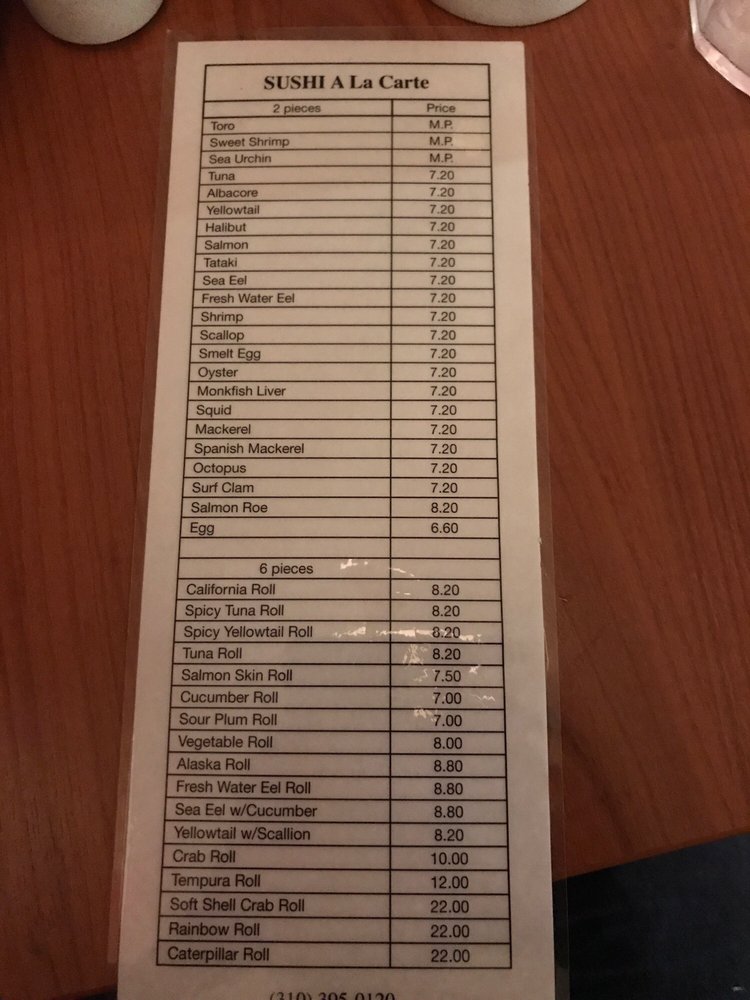 SUSHI A La Carte
2 pieces Price
Toro M.P.
Sweet Shrimp M.P.
Sea Urchin M.P.
Tuna 7.20
Albacore 7.20
Yellowtail 7.20
Halibut 7.20
Salmon 7.20
Tataki 7.20
Sea Eel 7.20
Fresh Water Eel 7.20
Shrimp 7.20
Scallop 7.20
Smelt Egg 7.20
Oyster 7.20
Monkfish Liver 7.20
Squid 7.20
Mackerel 7.20
Spanish Mackerel 7.20
Octopus 7.20
Surf Clam 7.20
Salmon Roe 8.20
Egg 6.60
6 pieces
California Roll 8.20
Spicy Tuna Roll 8.20
Spicy Yellowtail Roll 8.20
Tuna Roll 8.20
Salmon Skin Roll 7.50
Cucumber Roll 7.00
Sour Plum Roll 7.00
Vegetable Roll 8.00
Alaska Roll 8.80
Fresh Water Eel Roll 8.80
Sea Eel w/Cucumber 8.80
Yellowtail w/Scallion 8.20
Crab Roll 10.00
Tempura Roll 12.00
Soft Shell Crab Roll 22.00
Rainbow Roll 22.00
Caterpillar Roll 22.00
(310) 395-0120